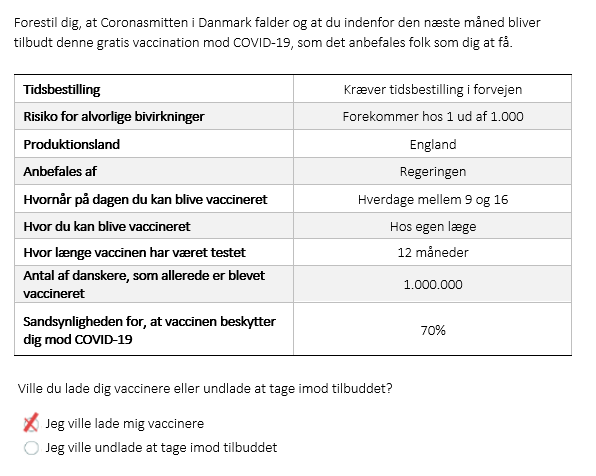 Forestil dig, at Coronasmitten i Danmark falder og at du indenfor den næste måned bliver
tilbudt denne gratis vaccination mod COVID-19, som det anbefales folk som dig at få.
Tidsbestilling Kræver tidsbestilling i forvejen
Risiko for alvorlige bivirkninger Forekommer hos 1 ud af 1.000
Produktionsland England
Anbefales af Regeringen
Hvornår på dagen du kan blive vaccineret Hverdage mellem 9 og 16
Hvor du kan blive vaccineret Hos egen læge
Hvor længe vaccinen har været testet 12 måneder
Antal af danskere, som allerede er blevet
vaccineret 1.000.000
Sandsynligheden for, at vaccinen beskytter
dig mod COVID-19 70%
Ville du lade dig vaccinere eller undlade at tage imod tilbuddet?
Jeg ville lade mig vaccinere
Jeg ville undlade at tage imod tilbuddet